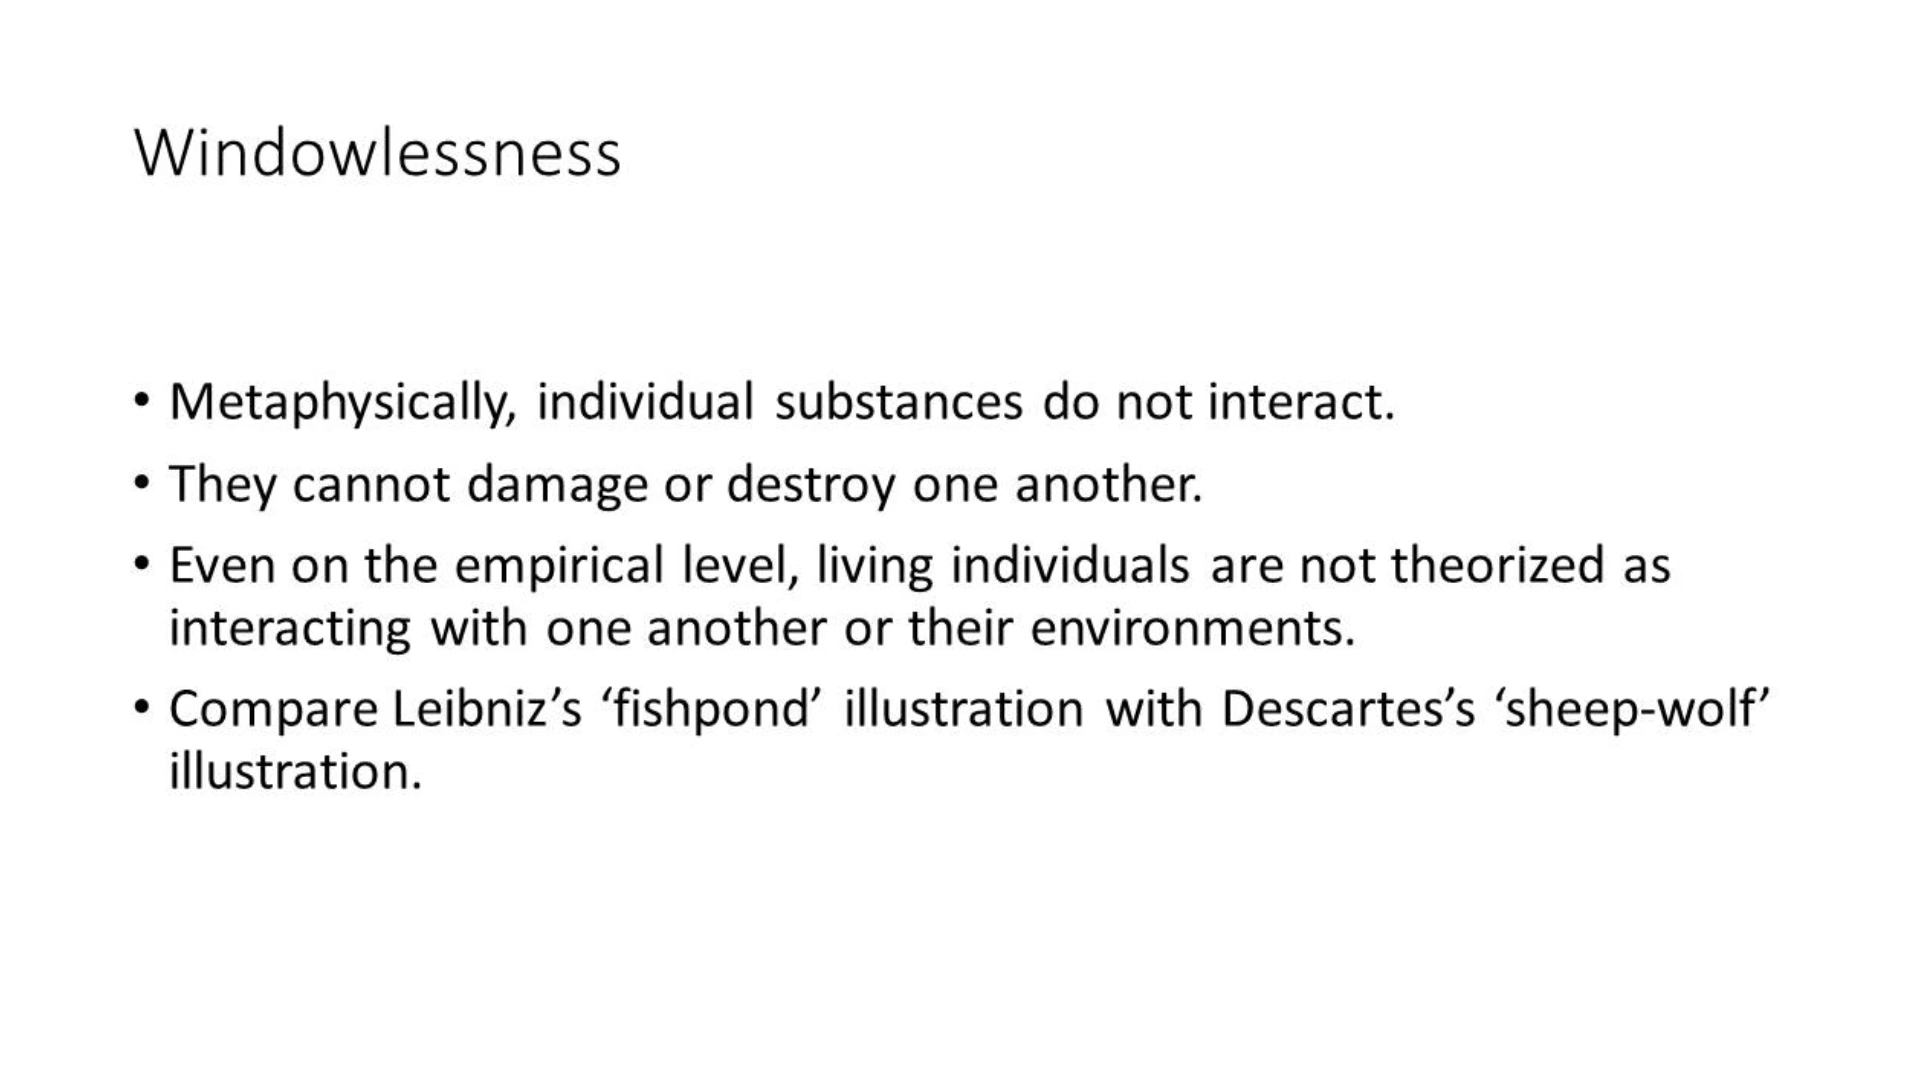 Windowlessness
• Metaphysically, individual substances do not interact.
• They cannot damage or destroy one another.
• Even on the empirical level, living individuals are not theorized as
interacting with one another or their environments.
• Compare Leibniz’s ‘fishpond’ illustration with Descartes’s ‘sheep-wolf’
illustration.